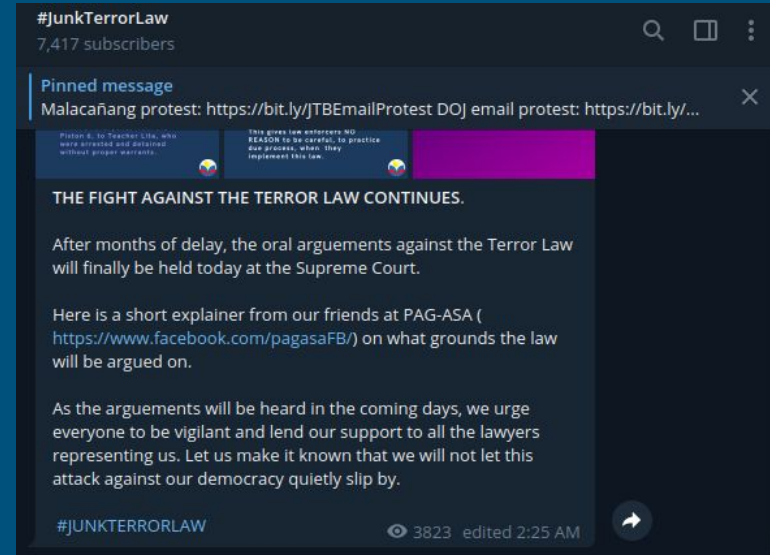 #JunkTerrorLaw
7,417 subscribers
Pinned message
Malacañang protest: https://bit.ly/JTBEmailProtest DOJ email protest: https://bit.ly/...
Piston 6, to Teacher Lita, who
were arrested and detained
without proper warrants.
This gives law enforcers NO
REASON to be careful, to practice
due process, when they
implement this law.
THE FIGHT AGAINST THE TERROR LAW CONTINUES.
After months of delay, the oral arguements against the Terror Law
will finally be held today at the Supreme Court.
Here is a short explainer from our friends at PAG-ASA (
https://www.facebook.com/pagasaFB/) on what grounds the law
will be argued on.
As the arguements will be heard in the coming days, we urge
everyone to be vigilant and lend our support to all the lawyers
representing us. Let us make it known that we will not let this
attack against our democracy quietly slip by.
#JUNKTERRORLAW
3823 edited 2:25 AM